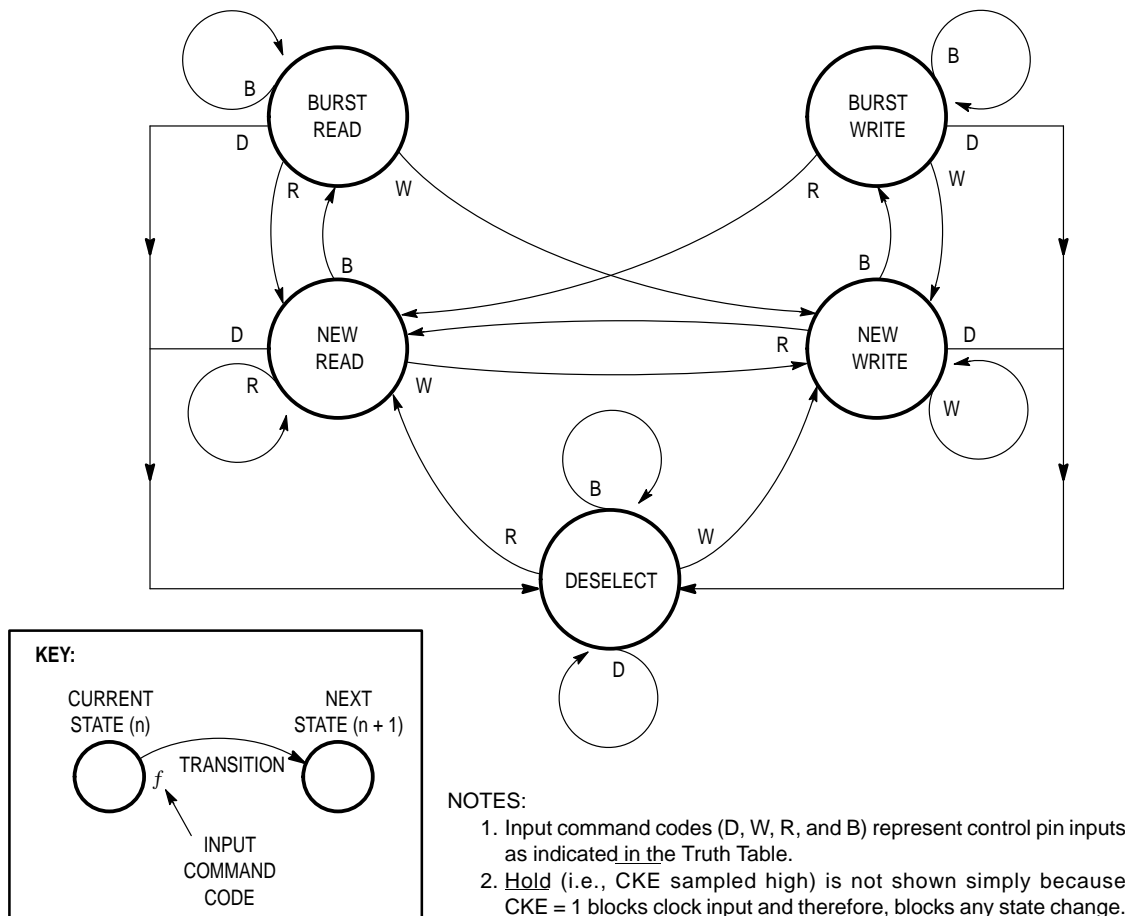 B
BURST
READ
D
R
W
B
BURST
WRITE
B
D
R
W
B
D
NEW
READ
R
W
R
NEW
WRITE
D
W
B
R
W
DESELECT
D
KEY:
CURRENT
STATE (n)
NEXT
STATE (n + 1)
TRANSITION
f
INPUT
COMMAND
CODE
NOTES:
1. Input command codes (D, W, R, and B) represent control pin inputs
as indicated in the Truth Table.
2. Hold (i.e., CKE sampled high) is not shown simply because
CKE = 1 blocks clock input and therefore, blocks any state change.